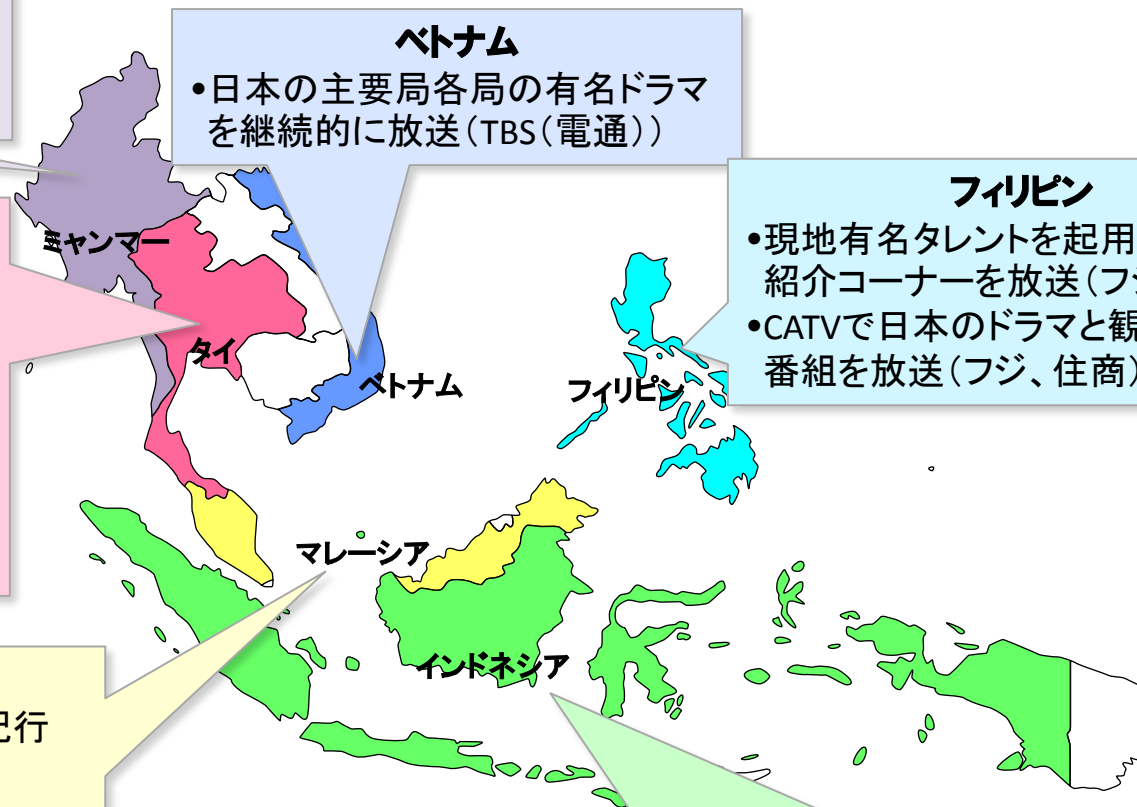 ベトナム
•日本の主要局各局の有名ドラマ
を継続的に放送（TBS（電通））
フィリピン
•現地有名タレントを起用
紹介コーナーを放送（フジ
•CATVで日本のドラマと観
番組を放送（フジ、住商）
ミャンマー
タイ
ベトナム
フィリピン
マレーシア
インドネシア
紀行